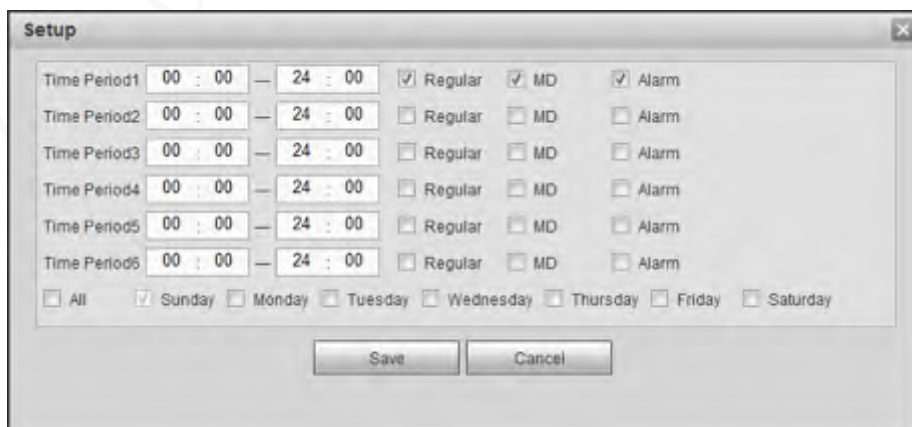 Setup
Time Period1 00 : 00 — 24 : 00 Regular MD Alarm
Time Period2 00 : 00 — 24 : 00 Regular MD Alarm
Time Period3 00 : 00 — 24 : 00 Regular MD Alarm
Time Period4 00 : 00 — 24 : 00 Regular MD Alarm
Time Period5 00 : 00 — 24 : 00 Regular MD Alarm
Time Period6 00 : 00 — 24 : 00 Regular MD Alarm
All Sunday Monday Tuesday Wednesday Thursday Friday Saturday
Save Cancel